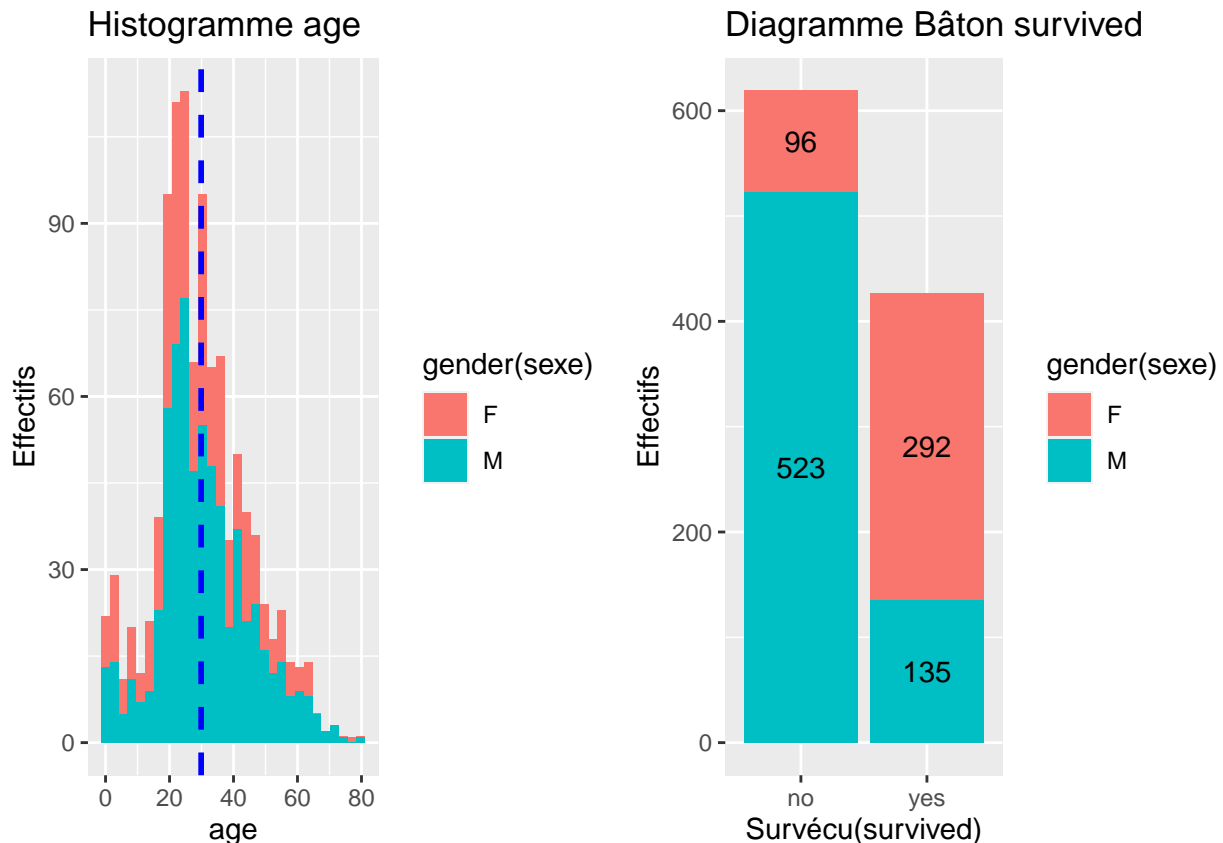 Histogramme age
90
60
30
0
Effectifs
0 20 40 60 80
age
gender(sexe)
F
M
Diagramme Bâton survived
600
400
200
0
Effectifs
96
523
292
135
no yes
Survécu(survived)
gender(sexe)
F
M